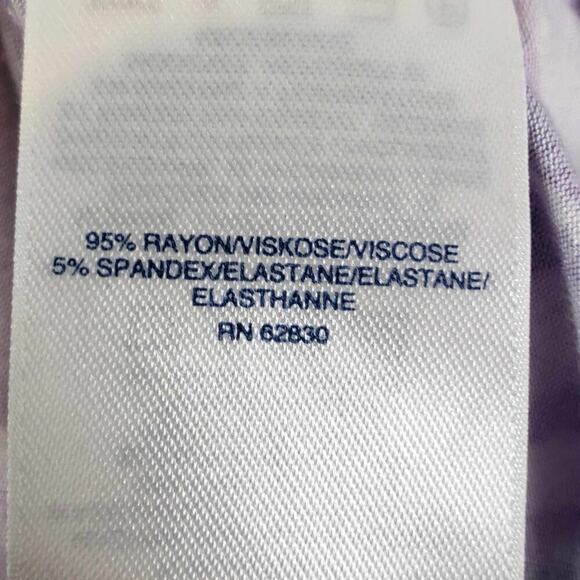 95% RAYON/VISKOSE/VISCOSE
5% SPANDEX/ELASTANE/ELASTANE/
ELASTHANNE
RN 62830